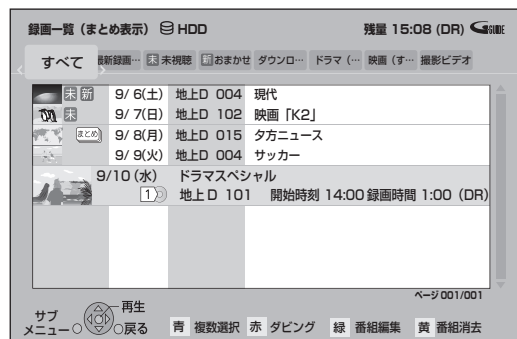 録画一覧（まとめ表示） HDD 残量 15:08 (DR) GGUIDE
すべて 最新録画… 未 未視聴 新 おまかせ ダウンロ… ドラマ（… 映画（す… 撮影ビデオ
未 新 9/ 6(土) 地上D 004 現代
未 9/ 7(日) 地上D 102 映画「K2」
まとめ 9/ 8(月) 地上D 015 夕方ニュース
9/ 9(火) 地上D 004 サッカー
9/10 (水) ドラマスペシャル
1 地上D 101 開始時刻 14:00 録画時間 1:00 (DR)
ページ 001/001
サブメニュー 再生 戻る 青 複数選択 赤 ダビング 緑 番組編集 黄 番組消去